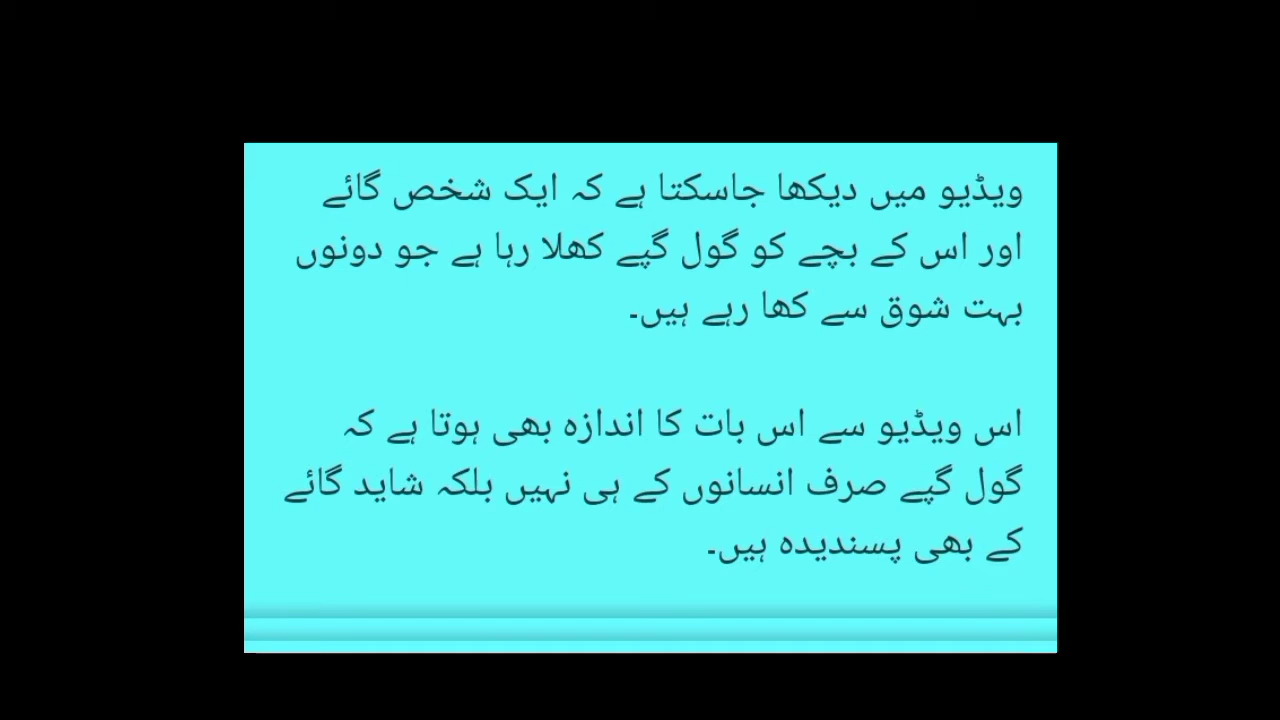 ویڈیو میں دیکھا جاسکتا ہے کہ ایک شخص گائے
اور اس کے بچے کو گول گپے کھلا رہا ہے جو دونوں
بہت شوق سے کھا رہے ہیں۔
اس ویڈیو سے اس بات کا اندازہ بھی ہوتا ہے کہ
گول گپے صرف انسانوں کے ہی نہیں بلکہ شاید گائے
کے بھی پسندیدہ ہیں۔